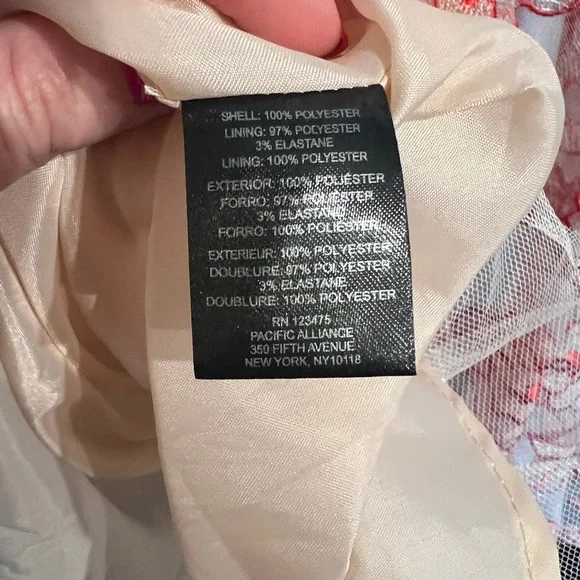 SHELL: 100% POLYESTER
LINING: 97% POLYESTER
3% ELASTANE
LINING: 100% POLYESTER
EXTERIOR: 100% POLIÉSTER
FORRO: 97% POLIÉSTER
3% ELASTANO
FORRO: 100% POLIÉSTER
EXTERIEUR: 100% POLYESTER
DOUBLURE: 97% POLYESTER
3% ELASTANE
DOUBLURE: 100% POLYESTER
RN 123475
PACIFIC ALLIANCE
350 FIFTH AVENUE
NEW YORK, NY10118